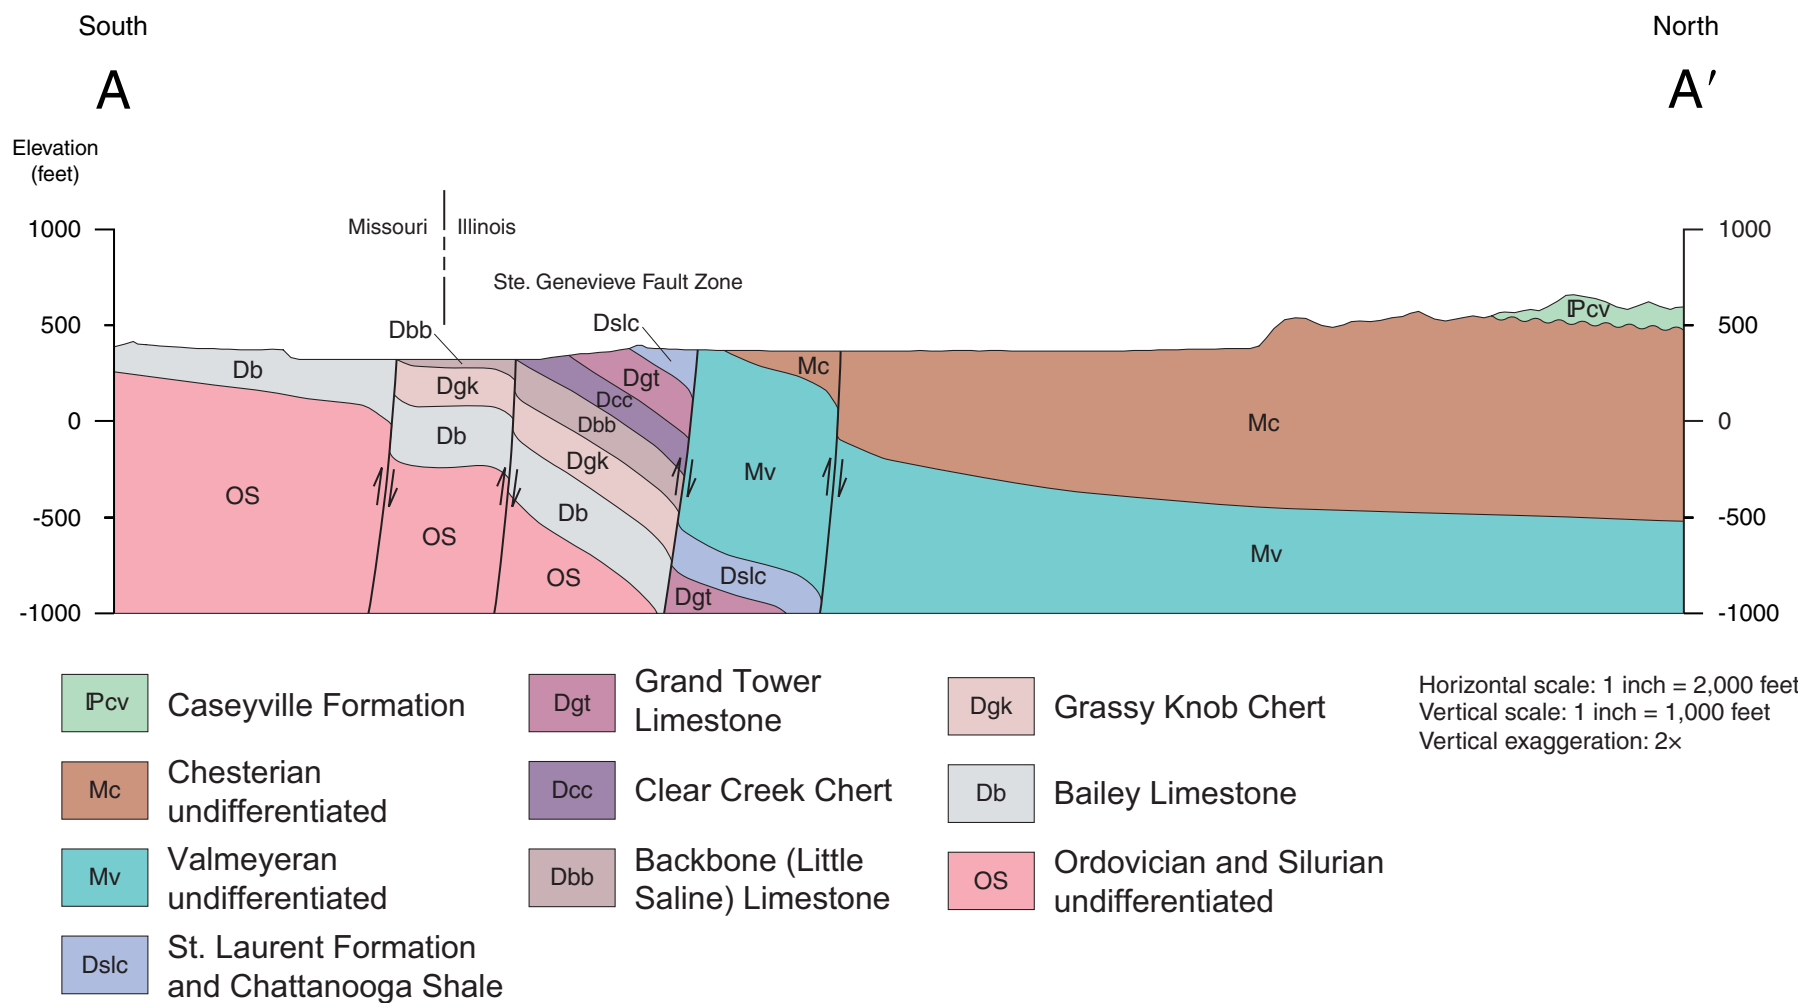 South
North
A
A′
Elevation
(feet)
Missouri
Illinois
1000
1000
Ste. Genevieve Fault Zone
Dbb
Dslc
ℙcv
500
500
Db
Dgk
Dgt
Mc
Dcc
0
0
Db
Dbb
Mc
Dgk
Mv
OS
-500
-500
Db
OS
Mv
OS
Dslc
Dgt
-1000
-1000
ℙcv
Caseyville Formation
Mc
Chesterian
undifferentiated
Mv
Valmeyeran
undifferentiated
Dslc
St. Laurent Formation
and Chattanooga Shale
Dgt
Grand Tower
Limestone
Dcc
Clear Creek Chert
Dbb
Backbone (Little
Saline) Limestone
Dgk
Grassy Knob Chert
Db
Bailey Limestone
OS
Ordovician and Silurian
undifferentiated
Horizontal scale: 1 inch = 2,000 feet
Vertical scale: 1 inch = 1,000 feet
Vertical exaggeration: 2×